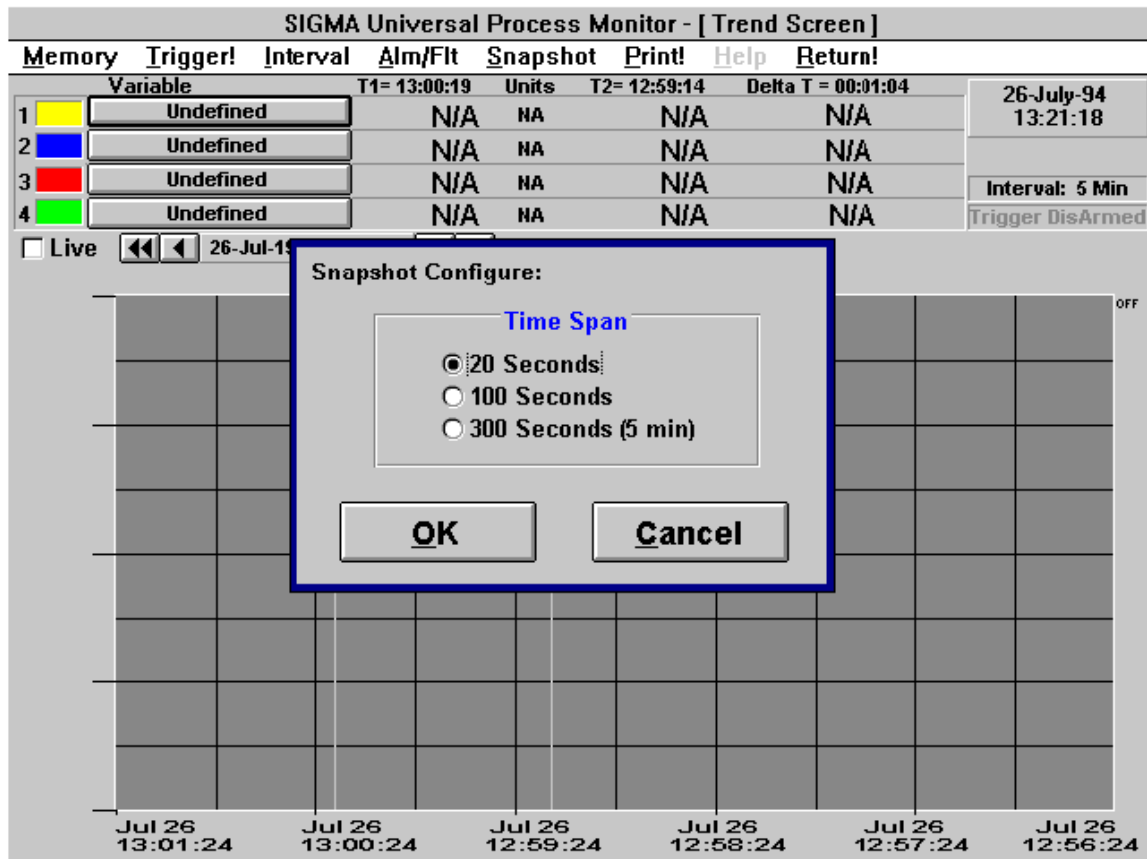 SIGMA Universal Process Monitor - [ Trend Screen ]
Memory Trigger! Interval Alm/Flt Snapshot Print! Help Return!
Variable T1= 13:00:19 Units T2= 12:59:14 Delta T = 00:01:04
26-July-94
13:21:18
1 Undefined N/A NA N/A N/A
2 Undefined N/A NA N/A N/A
3 Undefined N/A NA N/A N/A
Interval: 5 Min
4 Undefined N/A NA N/A N/A
Trigger DisArmed
Live 26-Jul-19
Snapshot Configure:
Time Span
20 Seconds
100 Seconds
300 Seconds (5 min)
OK Cancel
OFF
Jul 26 Jul 26 Jul 26 Jul 26 Jul 26 Jul 26
13:01:24 13:00:24 12:59:24 12:58:24 12:57:24 12:56:24